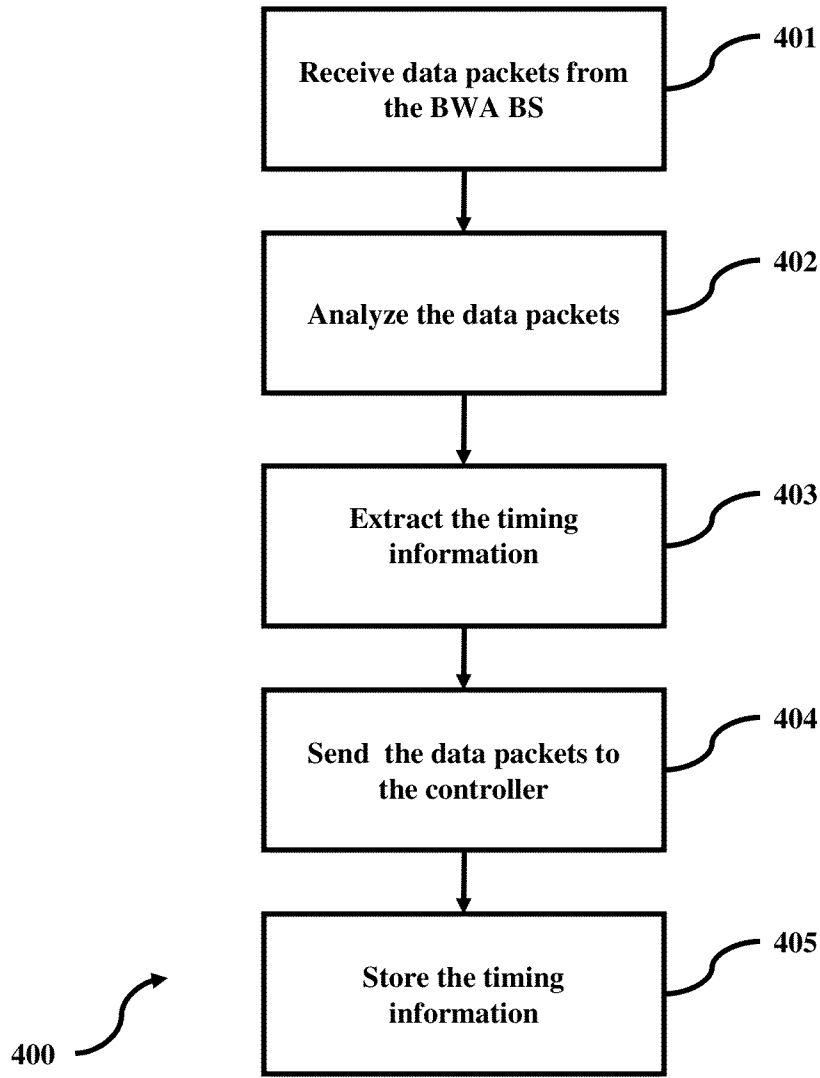 Receive data packets from
the BWA BS
401
Analyze the data packets
402
Extract the timing
information
403
Send the data packets to
the controller
404
Store the timing
information
405
400